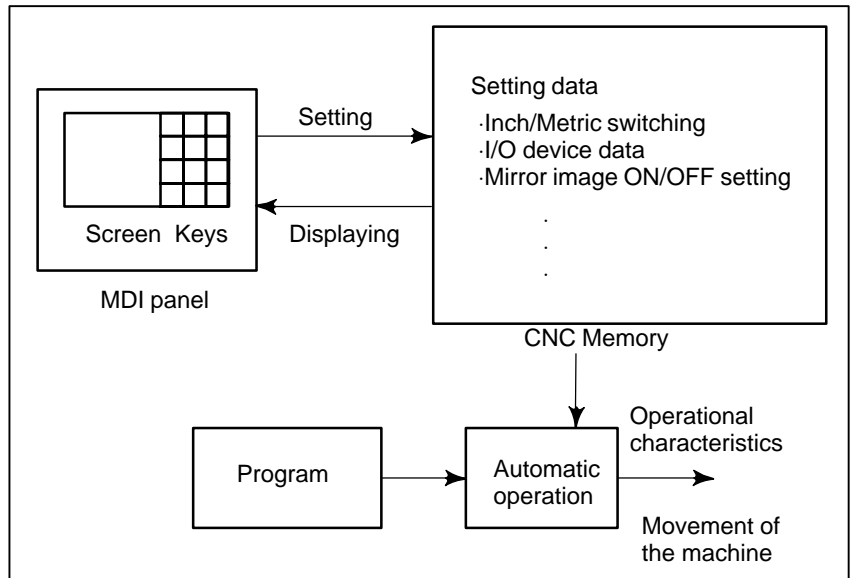 Setting data
·Inch/Metric switching
·I/O device data
·Mirror image ON/OFF setting
.
.
.
Setting
Displaying
Screen Keys
MDI panel
CNC Memory
Program
Automatic
operation
Operational
characteristics
Movement of
the machine